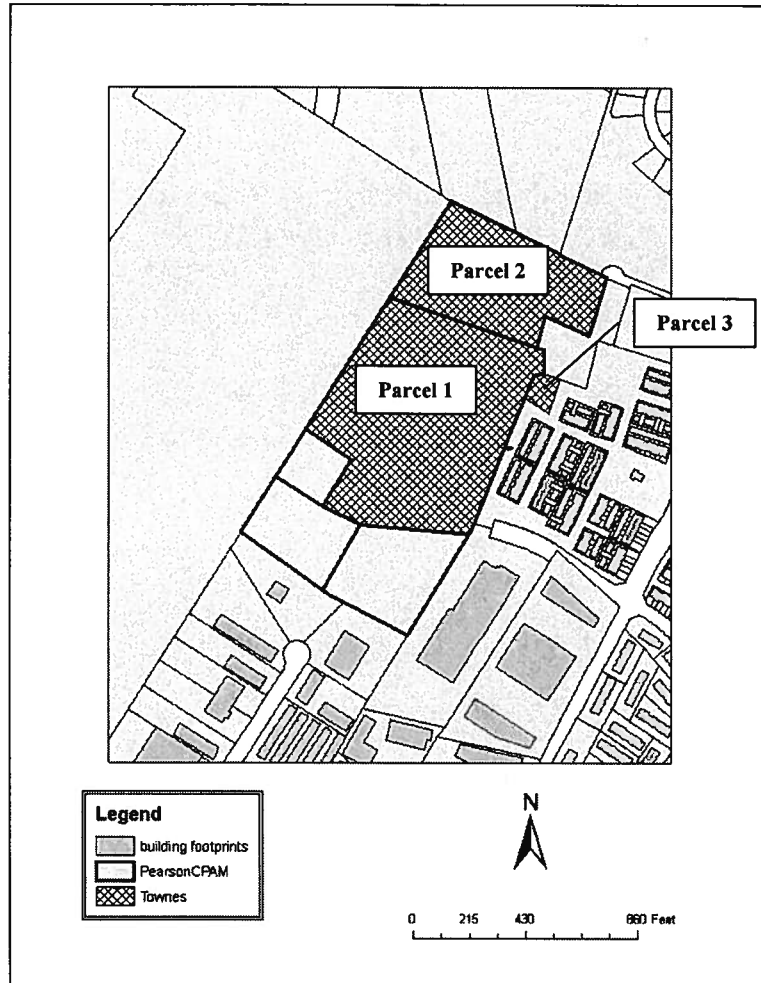 Parcel 2
Parcel 3
Parcel 1
Legend
building footprints
PearsonCPAM
Townes
N
0 215 430 860 Feet